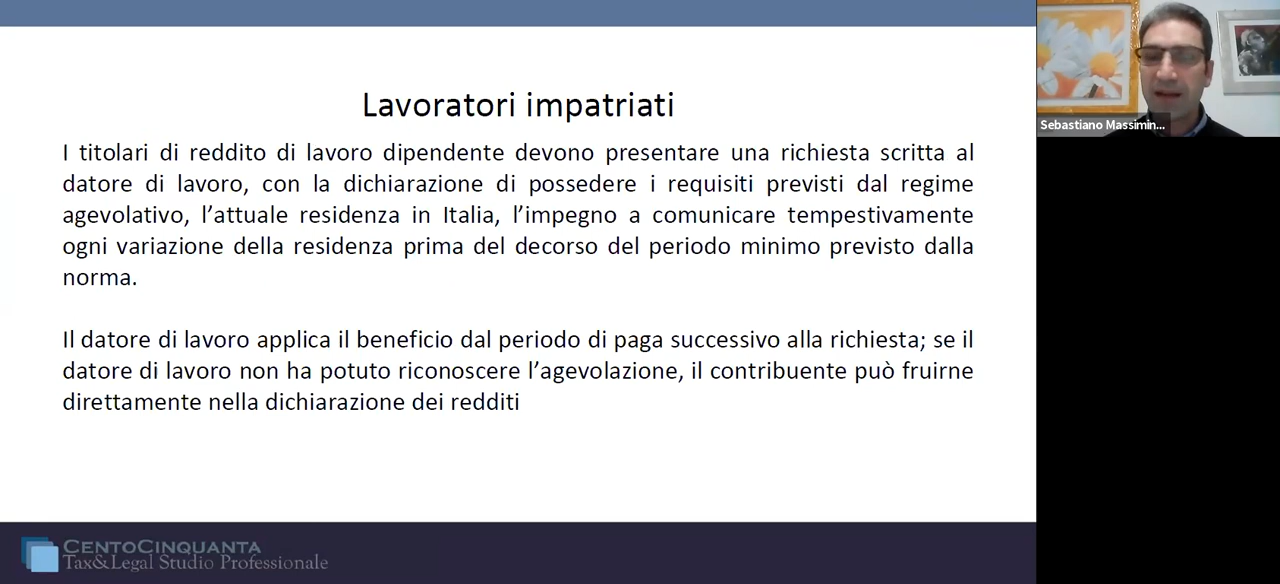 Lavoratori impatriati
I titolari di reddito di lavoro dipendente devono presentare una richiesta scritta al
datore di lavoro, con la dichiarazione di possedere i requisiti previsti dal regime
agevolativo, l’attuale residenza in Italia, l’impegno a comunicare tempestivamente
ogni variazione della residenza prima del decorso del periodo minimo previsto dalla
norma.
Il datore di lavoro applica il beneficio dal periodo di paga successivo alla richiesta; se il
datore di lavoro non ha potuto riconoscere l’agevolazione, il contribuente può fruirne
direttamente nella dichiarazione dei redditi
Sebastiano Massimin...
CENTOCINQUANTA
Tax&Legal Studio Professionale